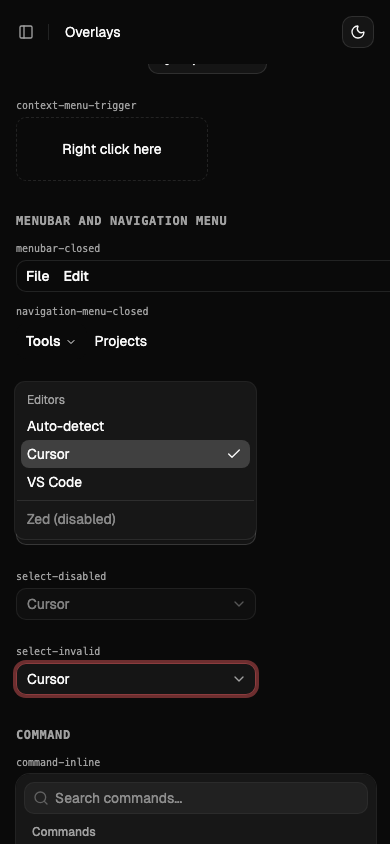 Overlays
context-menu-trigger
Right click here
MENUBAR AND NAVIGATION MENU
menubar-closed
File Edit
navigation-menu-closed
Tools Projects
Editors
Auto-detect
Cursor
VS Code
Zed (disabled)
select-disabled
Cursor
select-invalid
Cursor
COMMAND
command-inline
Search commands...
Commands